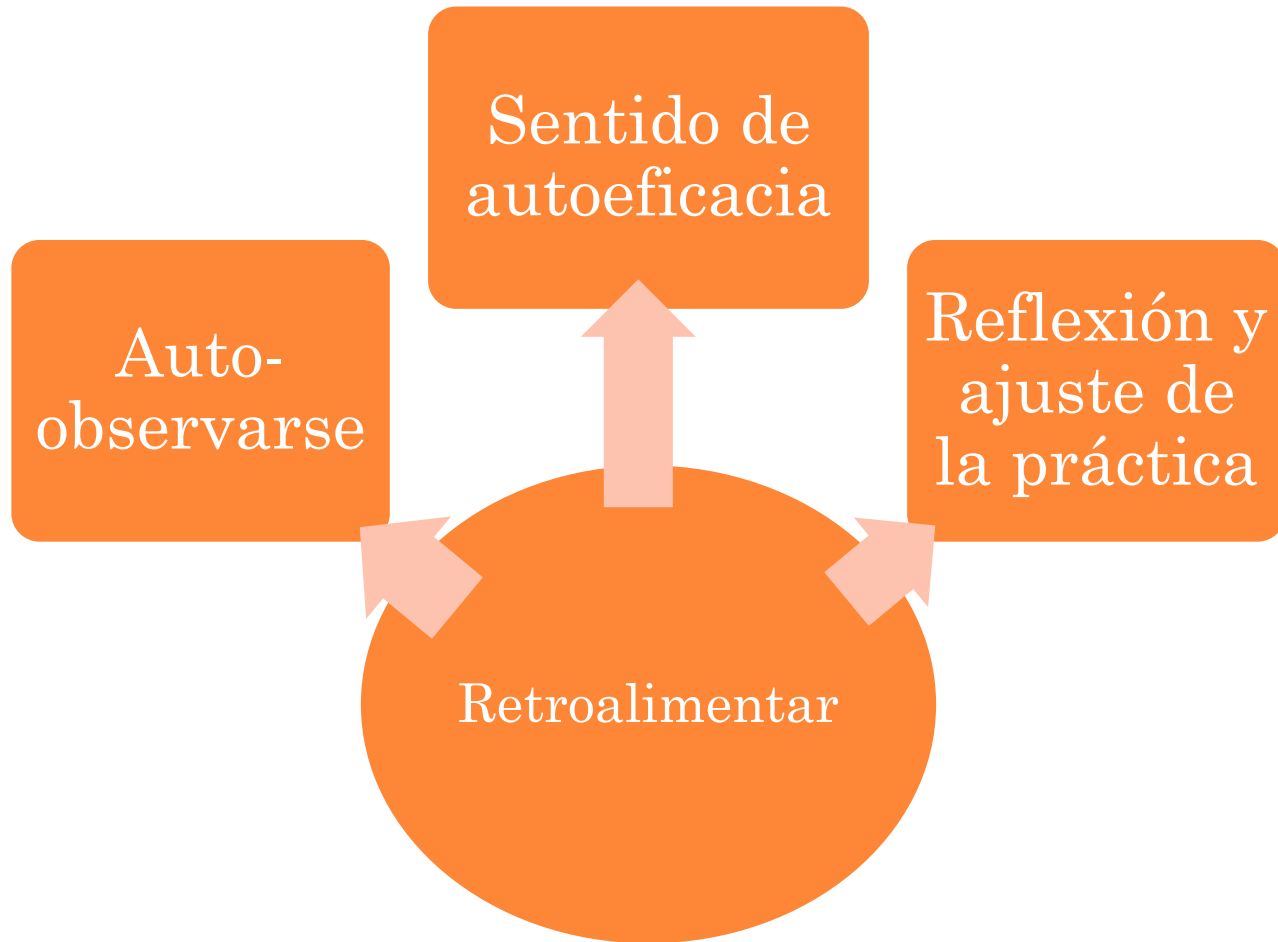 Sentido de
autoeficacia
Auto-
observarse
Reflexión y
ajuste de
la práctica
Retroalimentar